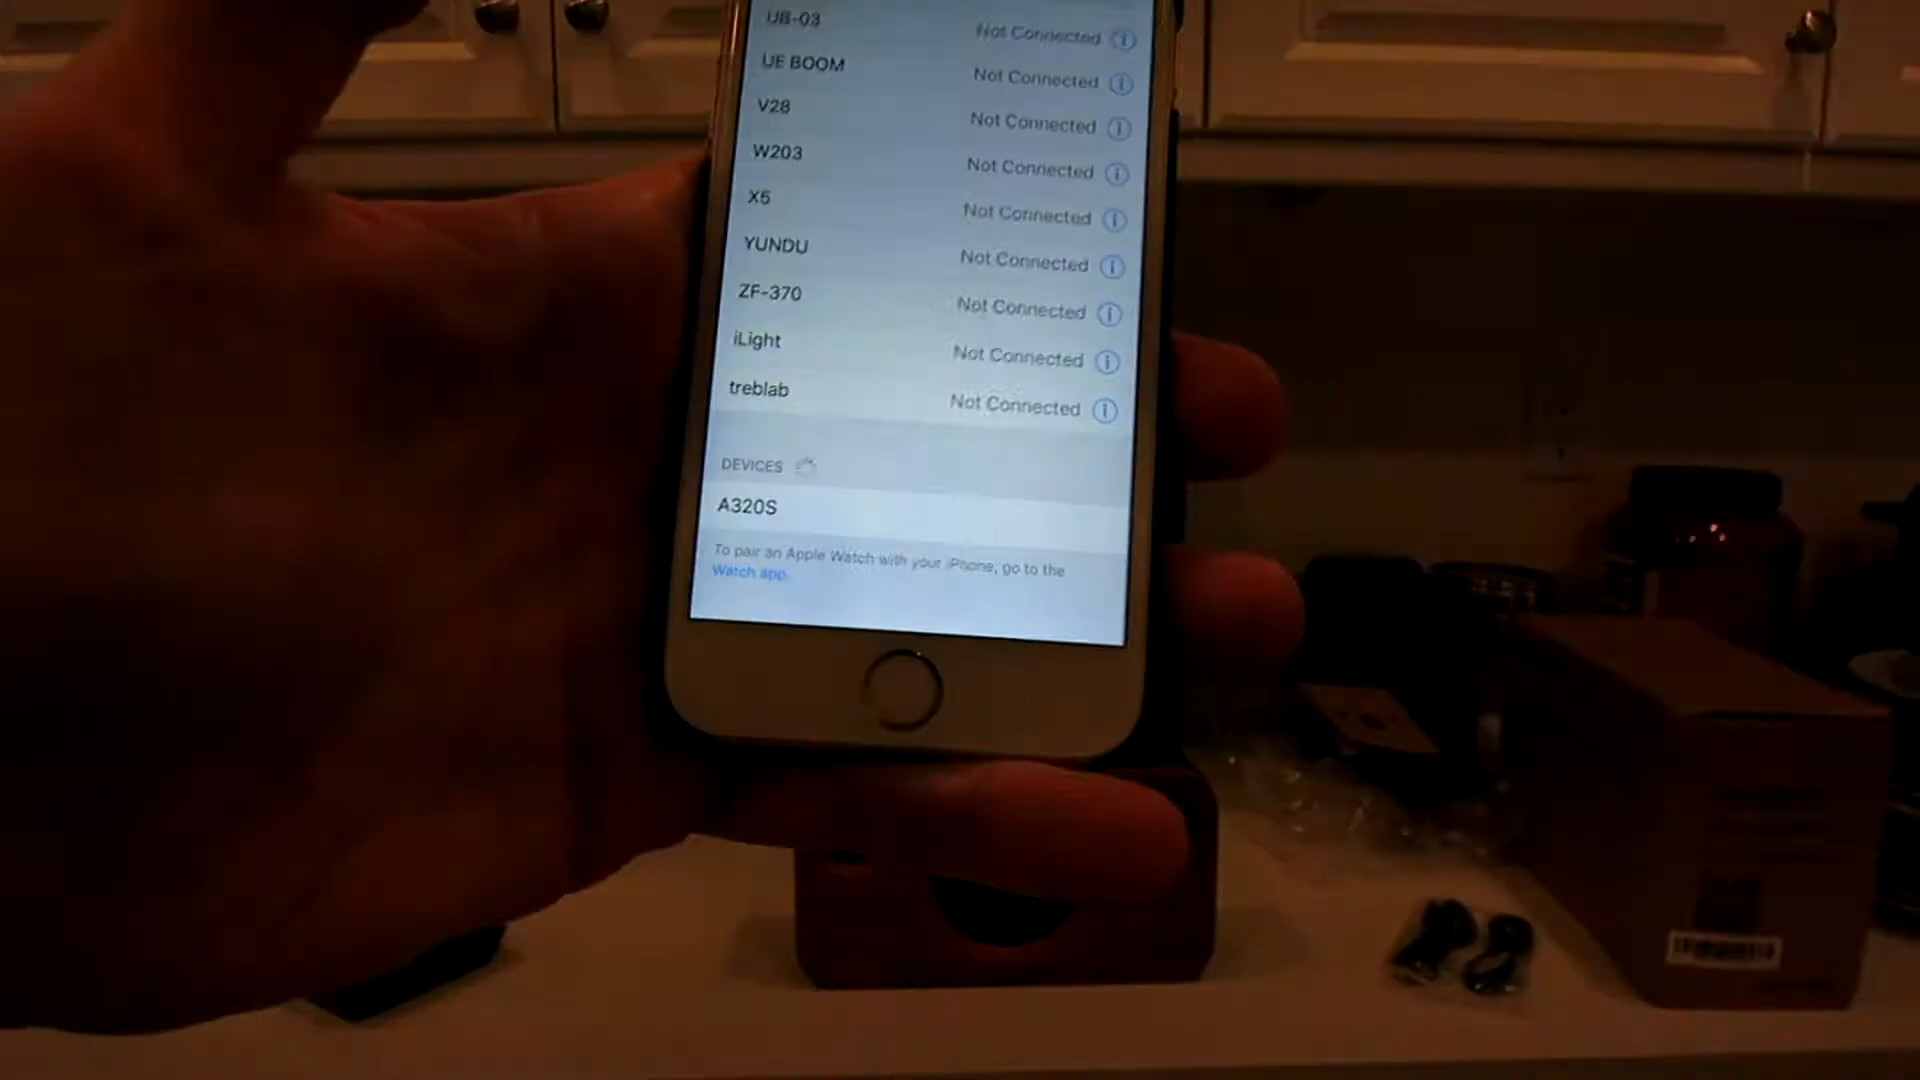 UB-03 Not Connected
UE BOOM Not Connected
V28 Not Connected
W203 Not Connected
X5 Not Connected
YUNDU Not Connected
ZF-370 Not Connected
iLight Not Connected
treblab Not Connected
DEVICES
A320S
To pair an Apple Watch with your iPhone, go to the
Watch app.